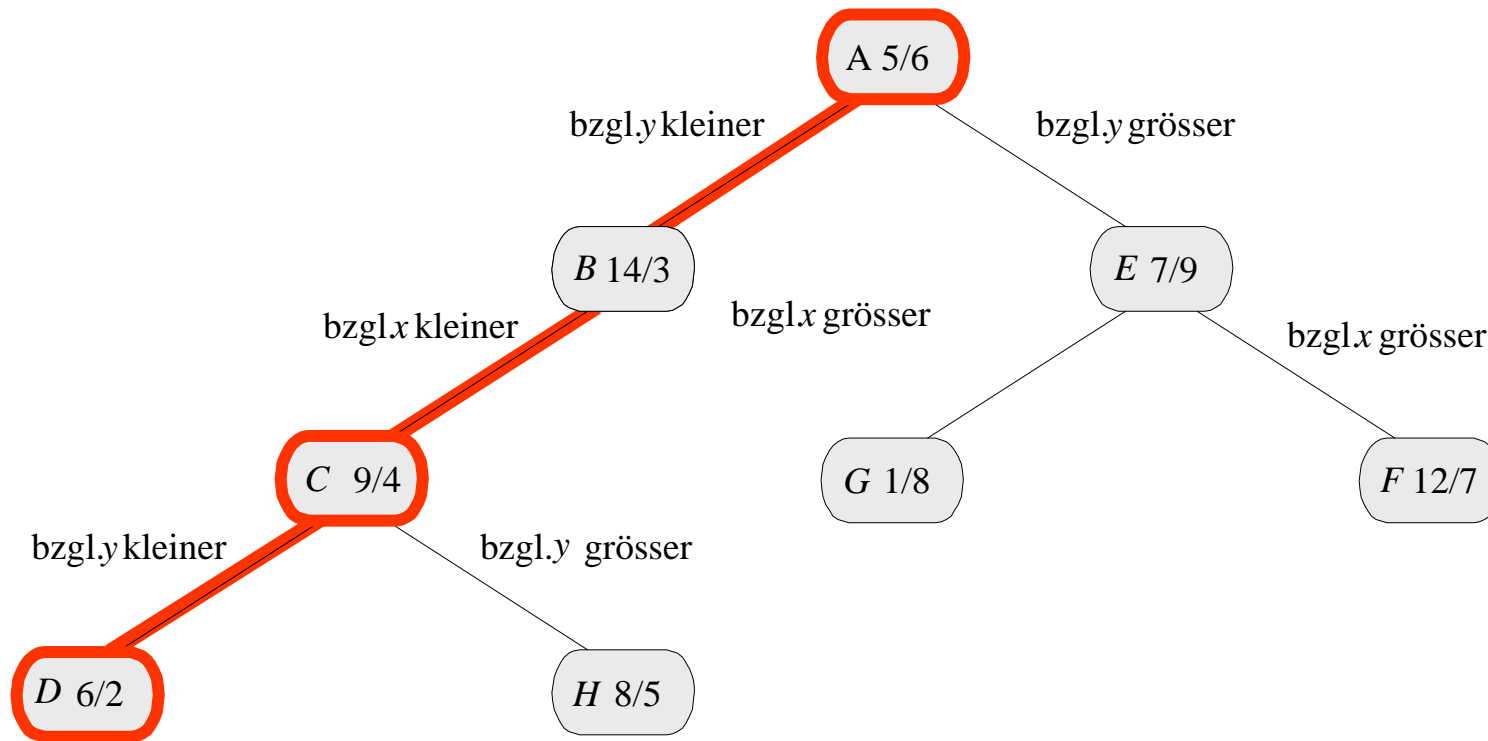 A 5/6
bzgl.y kleiner
bzgl.y grösser
B 14/3
E 7/9
bzgl.x kleiner
bzgl.x grösser
bzgl.x grösser
C 9/4
G 1/8
F 12/7
bzgl.y kleiner
bzgl.y grösser
D 6/2
H 8/5